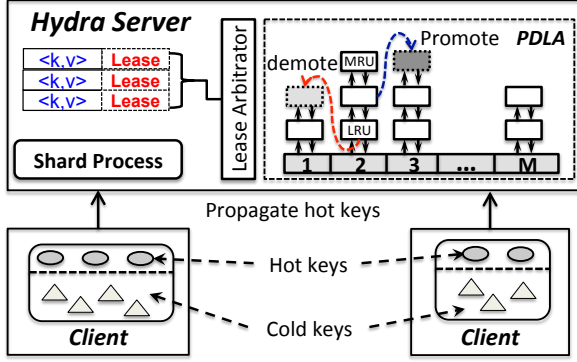 Hydra Server
<k,v> Lease
<k,v> Lease
<k,v> Lease
Shard Process
Lease Arbitrator
Promote
PDLA
demote
MRU
LRU
1 2 3 ... M
Propagate hot keys
Hot keys
Cold keys
Client
Client